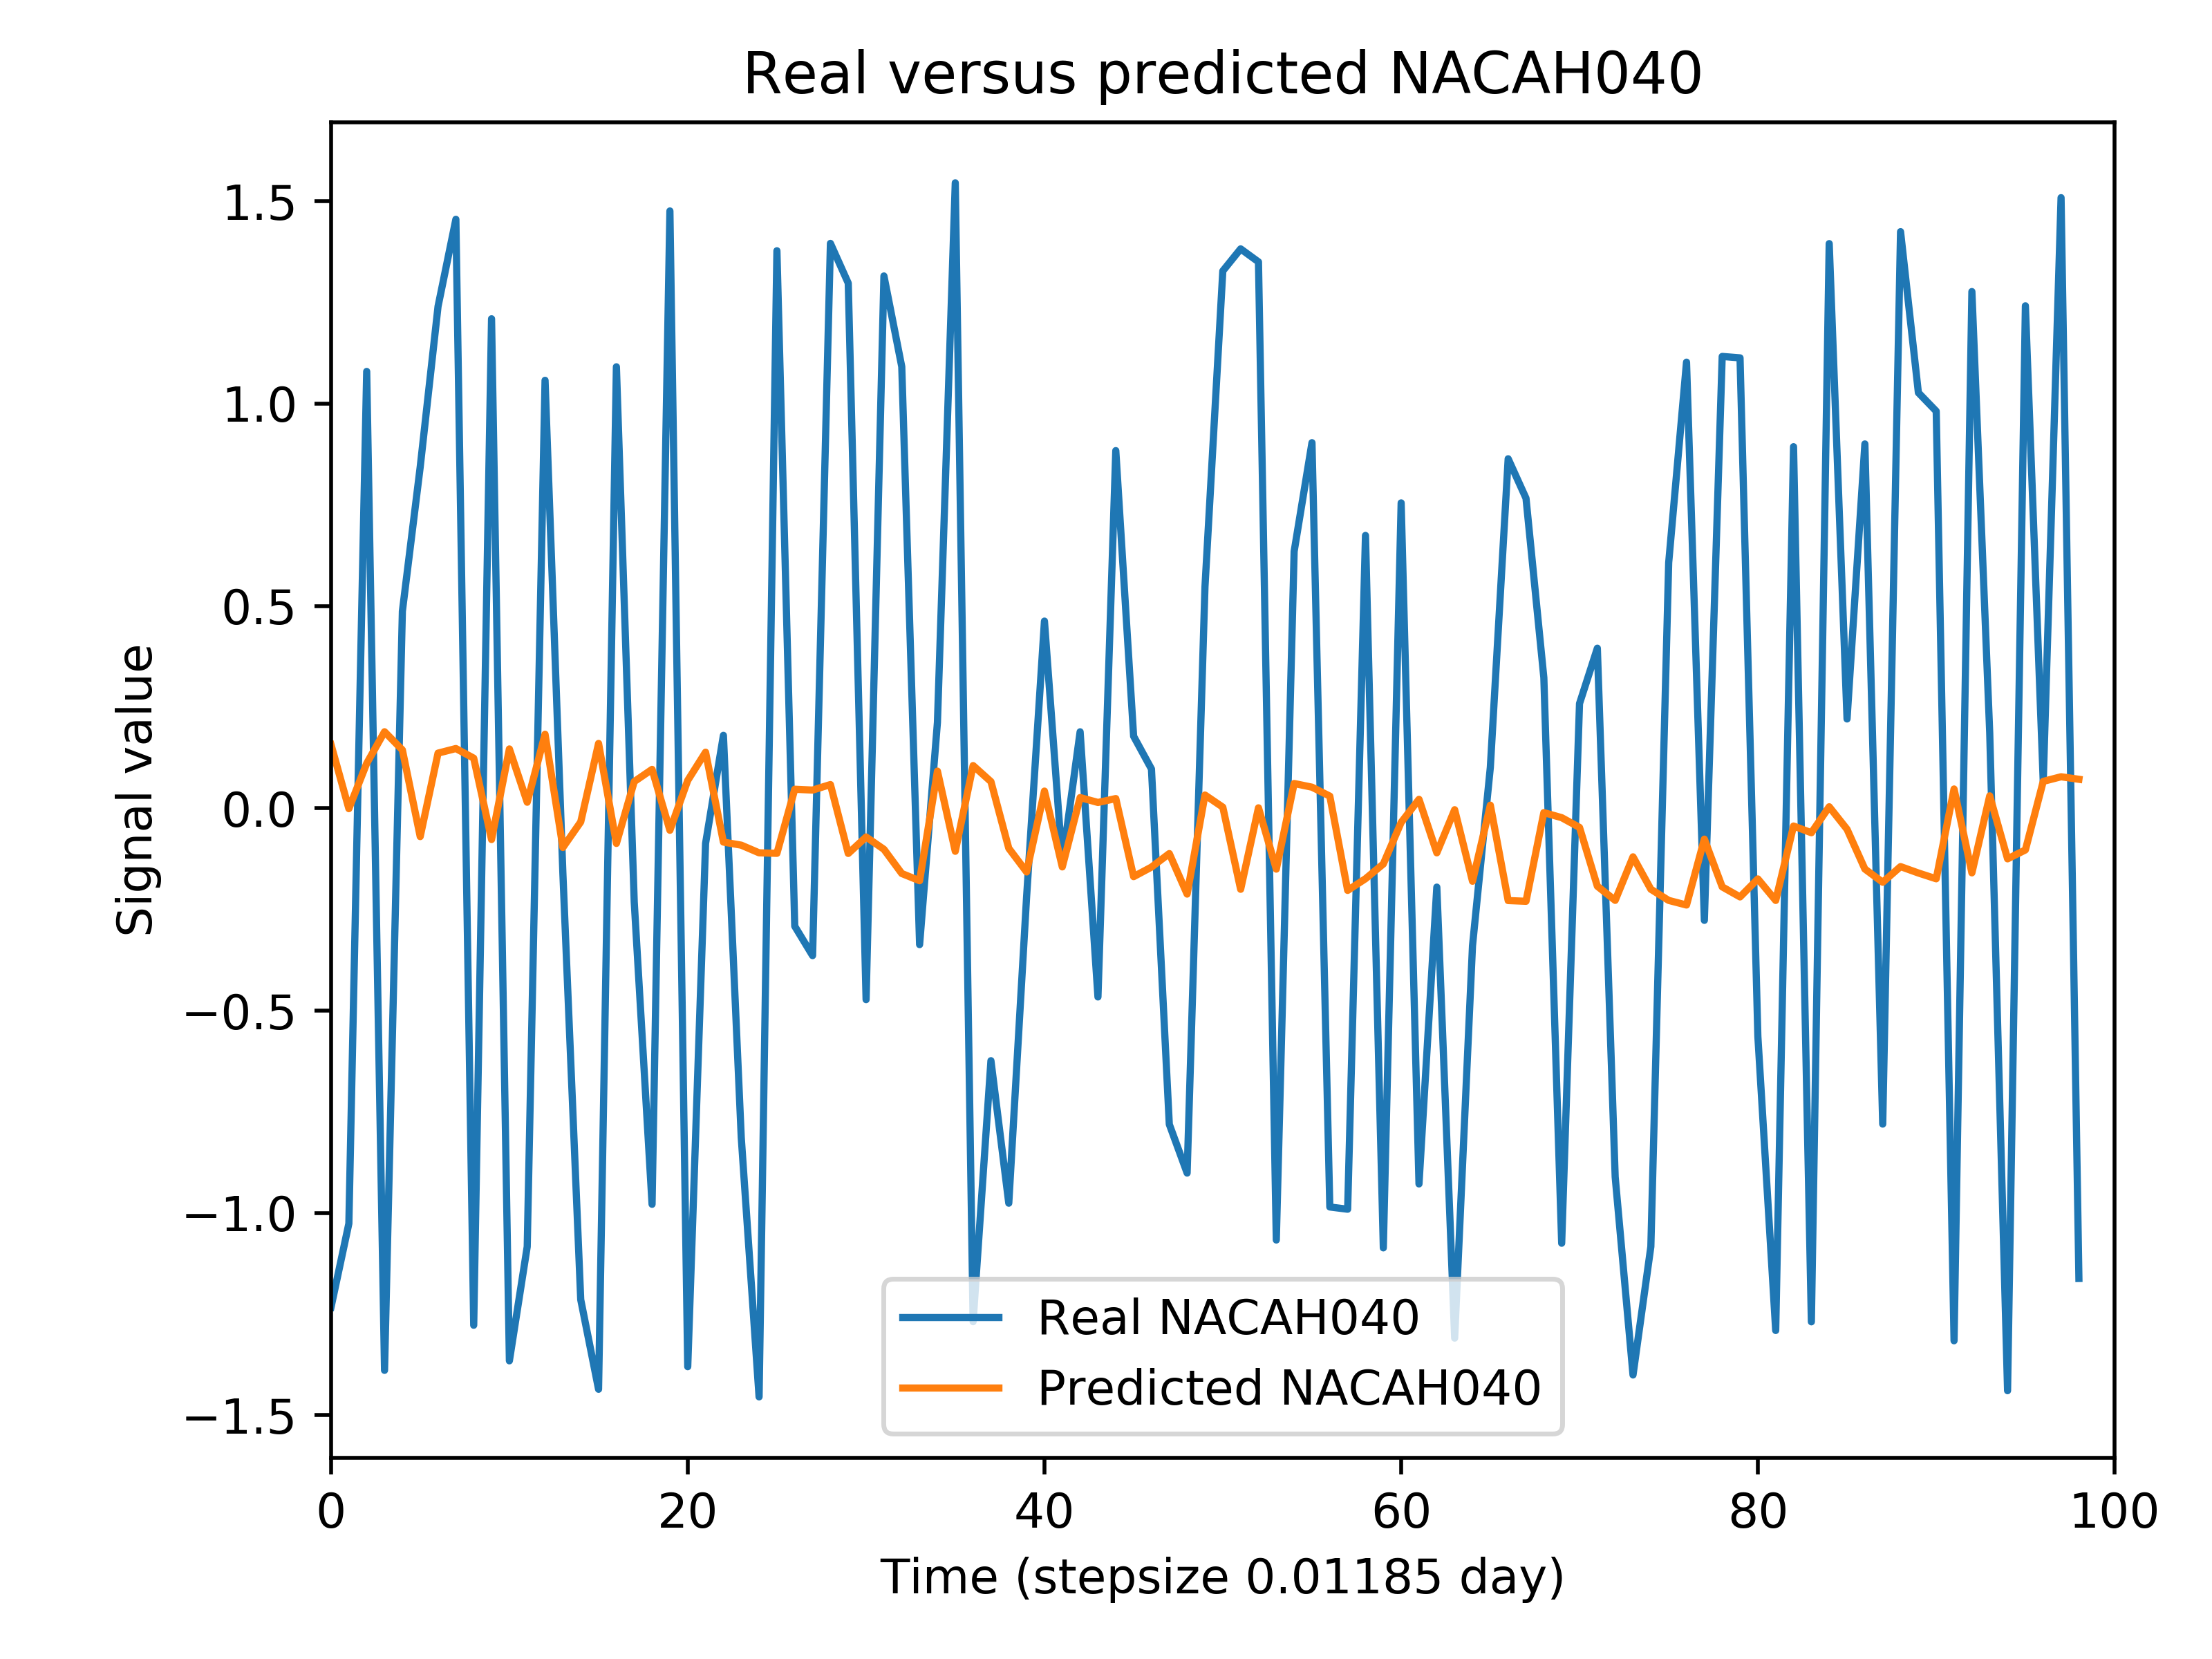 Real versus predicted NACAH040
1.5
1.0
0.5
0.0
−0.5
−1.0
−1.5
Signal value
Real NACAH040
Predicted NACAH040
0 20 40 60 80 100
Time (stepsize 0.01185 day)